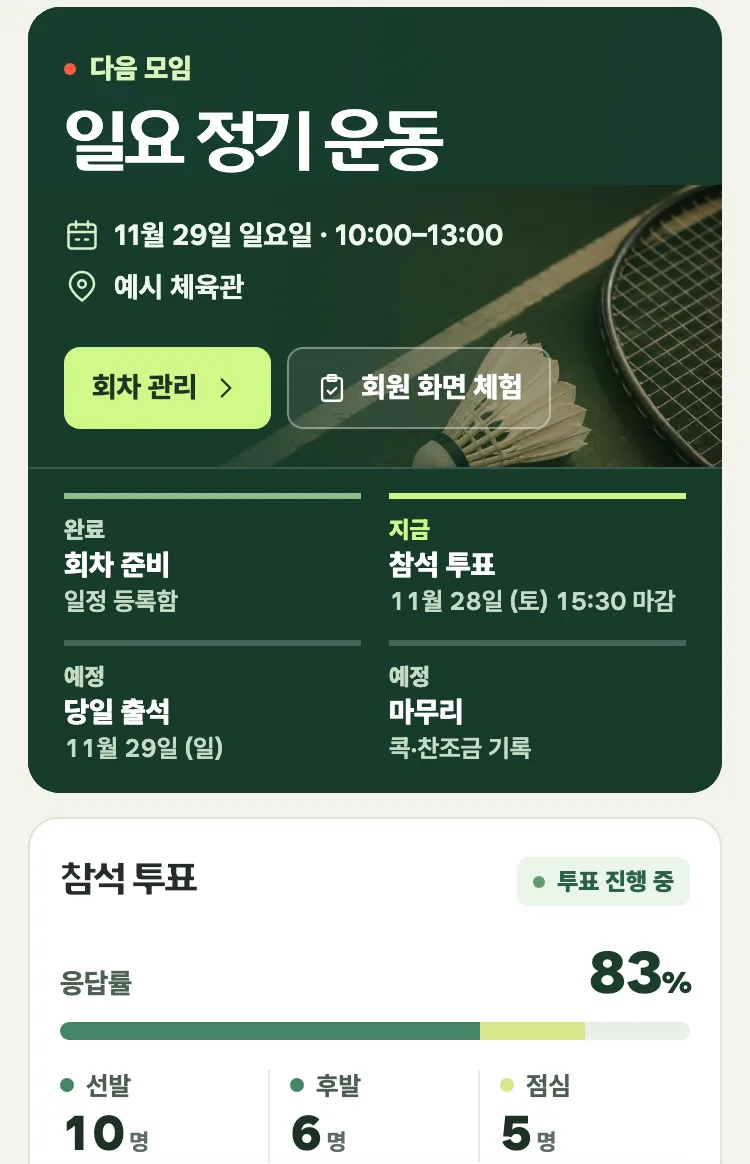 다음 모임
일요 정기 운동
11월 29일 일요일 · 10:00–13:00
예시 체육관
회차 관리
회원 화면 체험
완료
회차 준비
일정 등록함
지금
참석 투표
11월 28일 (토) 15:30 마감
예정
당일 출석
11월 29일 (일)
예정
마무리
콕·찬조금 기록
참석 투표
투표 진행 중
응답률
83%
선발
10명
후발
6명
점심
5명